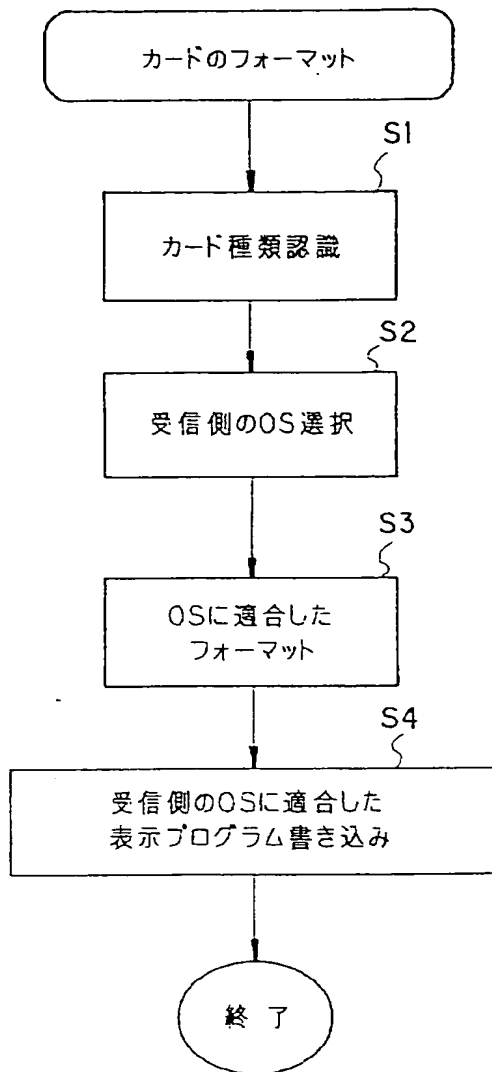 カードのフォーマット
S1
カード種類認識
S2
受信側のOS選択
S3
OSに適合した
フォーマット
S4
受信側のOSに適合した
表示プログラム書き込み
終了